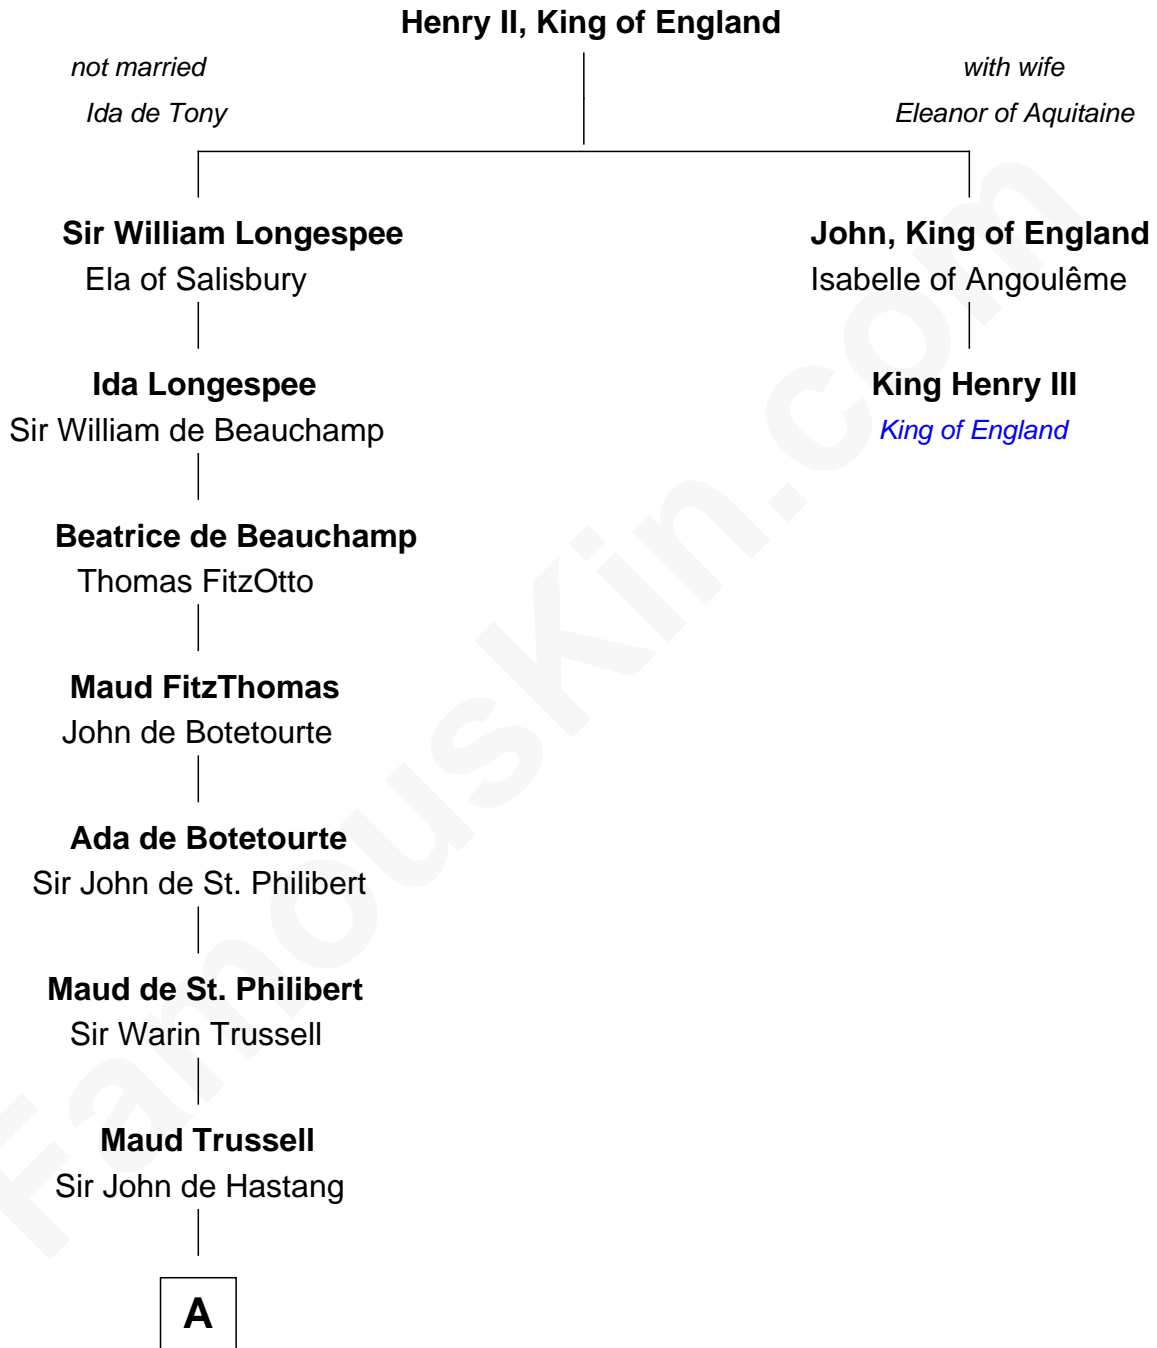 Henry II, King of England
not married
with wife
Ida de Tony
Eleanor of Aquitaine
Sir William Longespee
John, King of England
Ela of Salisbury
Isabelle of Angoulême
Ida Longespee
King Henry III
Sir William de Beauchamp
King of England
Beatrice de Beauchamp
Thomas FitzOtto
Maud FitzThomas
John de Botetourte
Ada de Botetourte
Sir John de St. Philibert
Maud de St. Philibert
Sir Warin Trussell
Maud Trussell
Sir John de Hastang
A
FamousKin.com